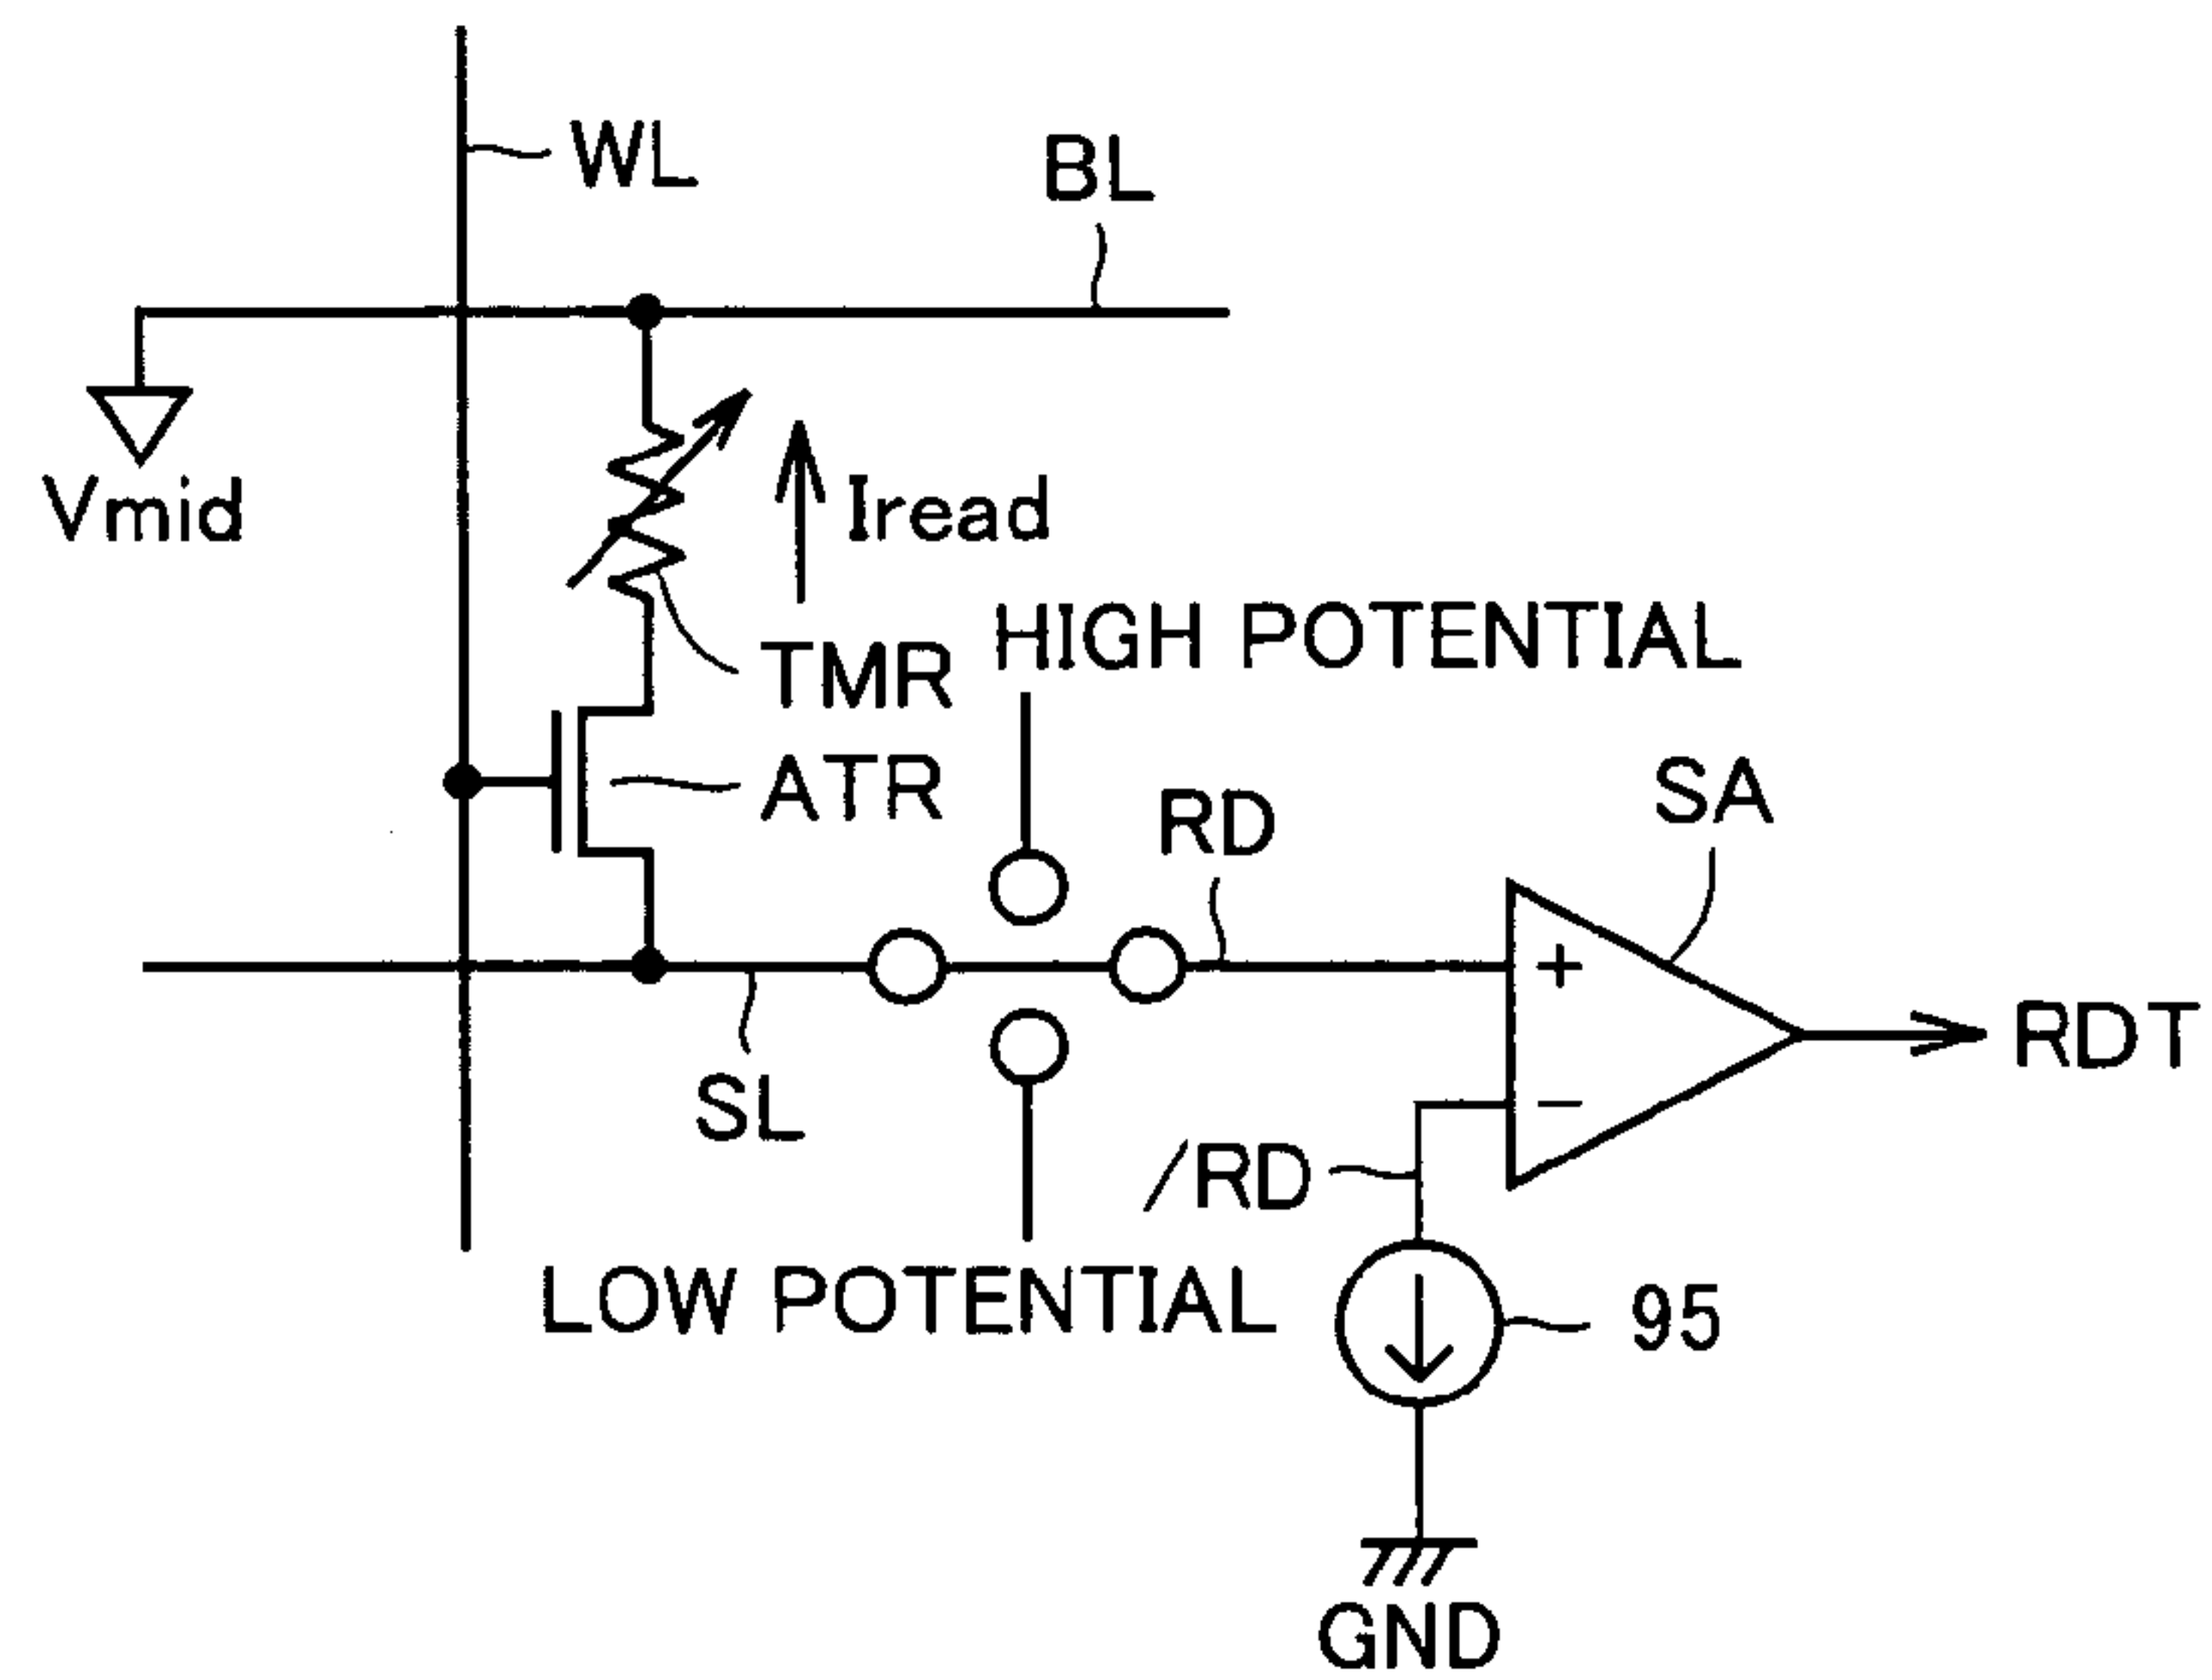 WL
BL
Vmid
Iread
TMR
HIGH POTENTIAL
ATR
RD
SA
+
RDT
SL
−
/RD
LOW POTENTIAL
95
GND